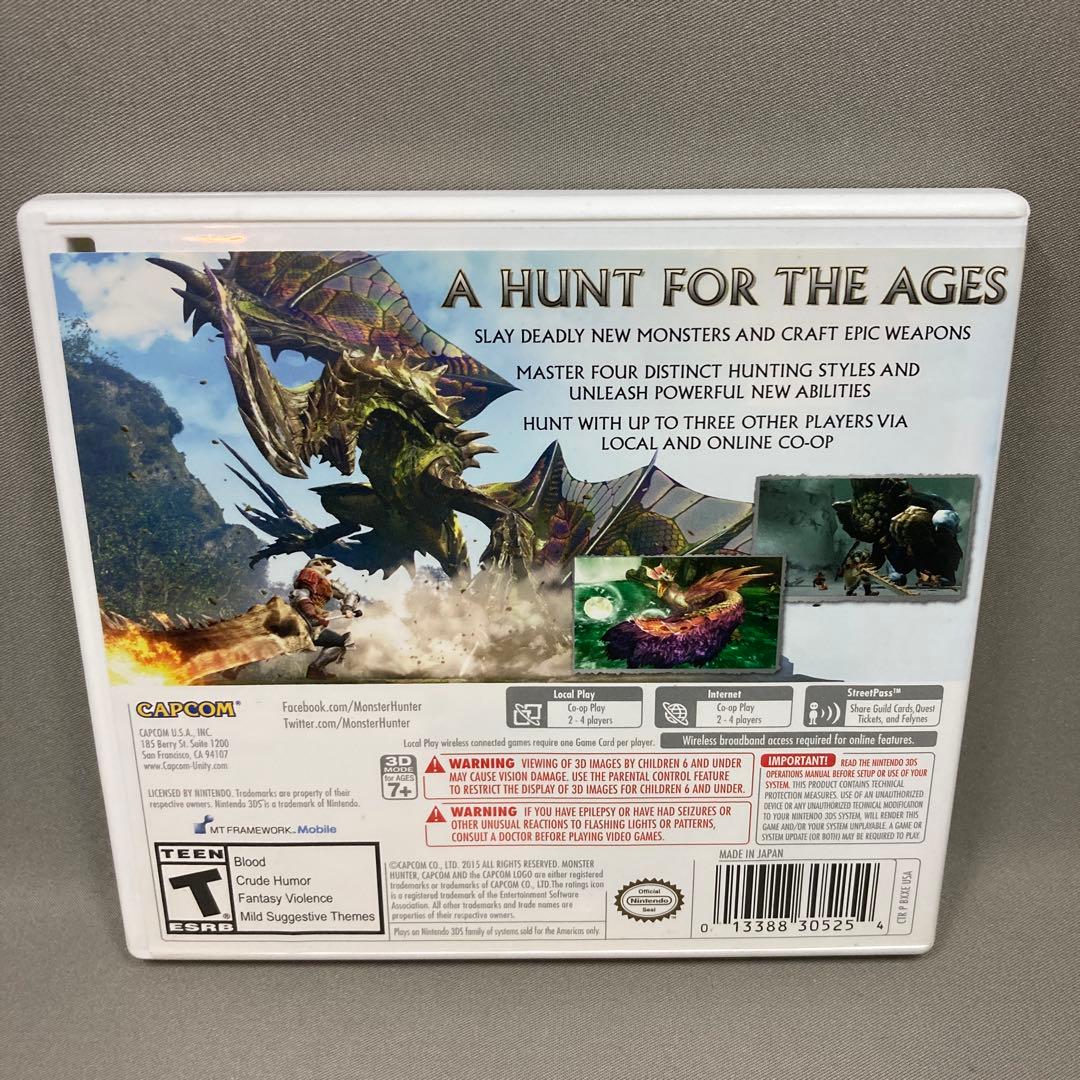 A HUNT FOR THE AGES
SLAY DEADLY NEW MONSTERS AND CRAFT EPIC WEAPONS
MASTER FOUR DISTINCT HUNTING STYLES AND
UNLEASH POWERFUL NEW ABILITIES
HUNT WITH UP TO THREE OTHER PLAYERS VIA
LOCAL AND ONLINE CO-OP
CAPCOM®
CAPCOM U.S.A., INC.
185 Berry St. Suite 1200
San Francisco, CA 94107
www.Capcom-Unity.com
Facebook.com/MonsterHunter
Twitter.com/MonsterHunter
Local Play
Co-op Play
2 - 4 players
Internet
Co-op Play
2 - 4 players
StreetPass™
Share Guild Cards, Quest
Tickets, and Felynes
Local Play wireless connected games require one Game Card per player.
Wireless broadband access required for online features.
LICENSED BY NINTENDO. Trademarks are property of their
respective owners. Nintendo 3DS is a trademark of Nintendo.
MT FRAMEWORK Mobile
3D
MODE
for AGES
7+
WARNING VIEWING OF 3D IMAGES BY CHILDREN 6 AND UNDER
MAY CAUSE VISION DAMAGE. USE THE PARENTAL CONTROL FEATURE
TO RESTRICT THE DISPLAY OF 3D IMAGES FOR CHILDREN 6 AND UNDER.
WARNING IF YOU HAVE EPILEPSY OR HAVE HAD SEIZURES OR
OTHER UNUSUAL REACTIONS TO FLASHING LIGHTS OR PATTERNS,
CONSULT A DOCTOR BEFORE PLAYING VIDEO GAMES.
IMPORTANT! READ THE NINTENDO 3DS
OPERATIONS MANUAL BEFORE SETUP OR USE OF YOUR
SYSTEM. THIS PRODUCT CONTAINS TECHNICAL
PROTECTION MEASURES. USE OF AN UNAUTHORIZED
DEVICE OR ANY UNAUTHORIZED TECHNICAL MODIFICATION
TO YOUR NINTENDO 3DS SYSTEM, WILL RENDER THIS
GAME AND/OR YOUR SYSTEM UNPLAYABLE. A GAME OR
SYSTEM UPDATE (OR BOTH) MAY BE REQUIRED TO PLAY.
TEEN
T
®
ESRB
Blood
Crude Humor
Fantasy Violence
Mild Suggestive Themes
©CAPCOM CO., LTD. 2015 ALL RIGHTS RESERVED. MONSTER
HUNTER, CAPCOM and the CAPCOM LOGO are either registered
trademarks or trademarks of CAPCOM CO., LTD. The ratings icon
is a registered trademark of the Entertainment Software
Association. All other trademarks and trade names are
properties of their respective owners.
Plays on Nintendo 3DS family of systems sold for the Americas only.
Official
Nintendo
Seal
MADE IN JAPAN
0 13388 30525 4
CTR P BXXE USA